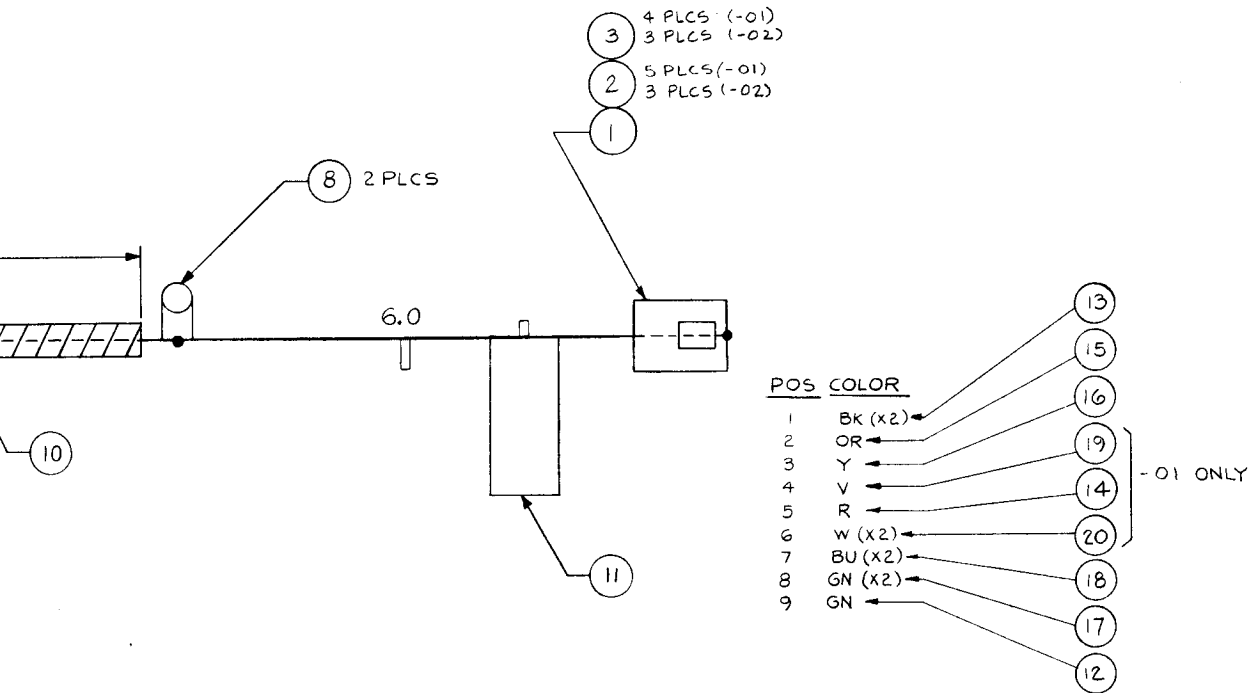 3 4 PLCS (-01)
3 PLCS (-02)
2 5 PLCS(-01)
3 PLCS (-02)
1
8 2 PLCS
6.0
10
11
POS COLOR
1 BK (X2) 13
2 OR 15
3 Y 16
4 V 19
5 R 14
6 W (X2) 20
7 BU (X2) 18
8 GN (X2) 17
9 GN 12
-01 ONLY